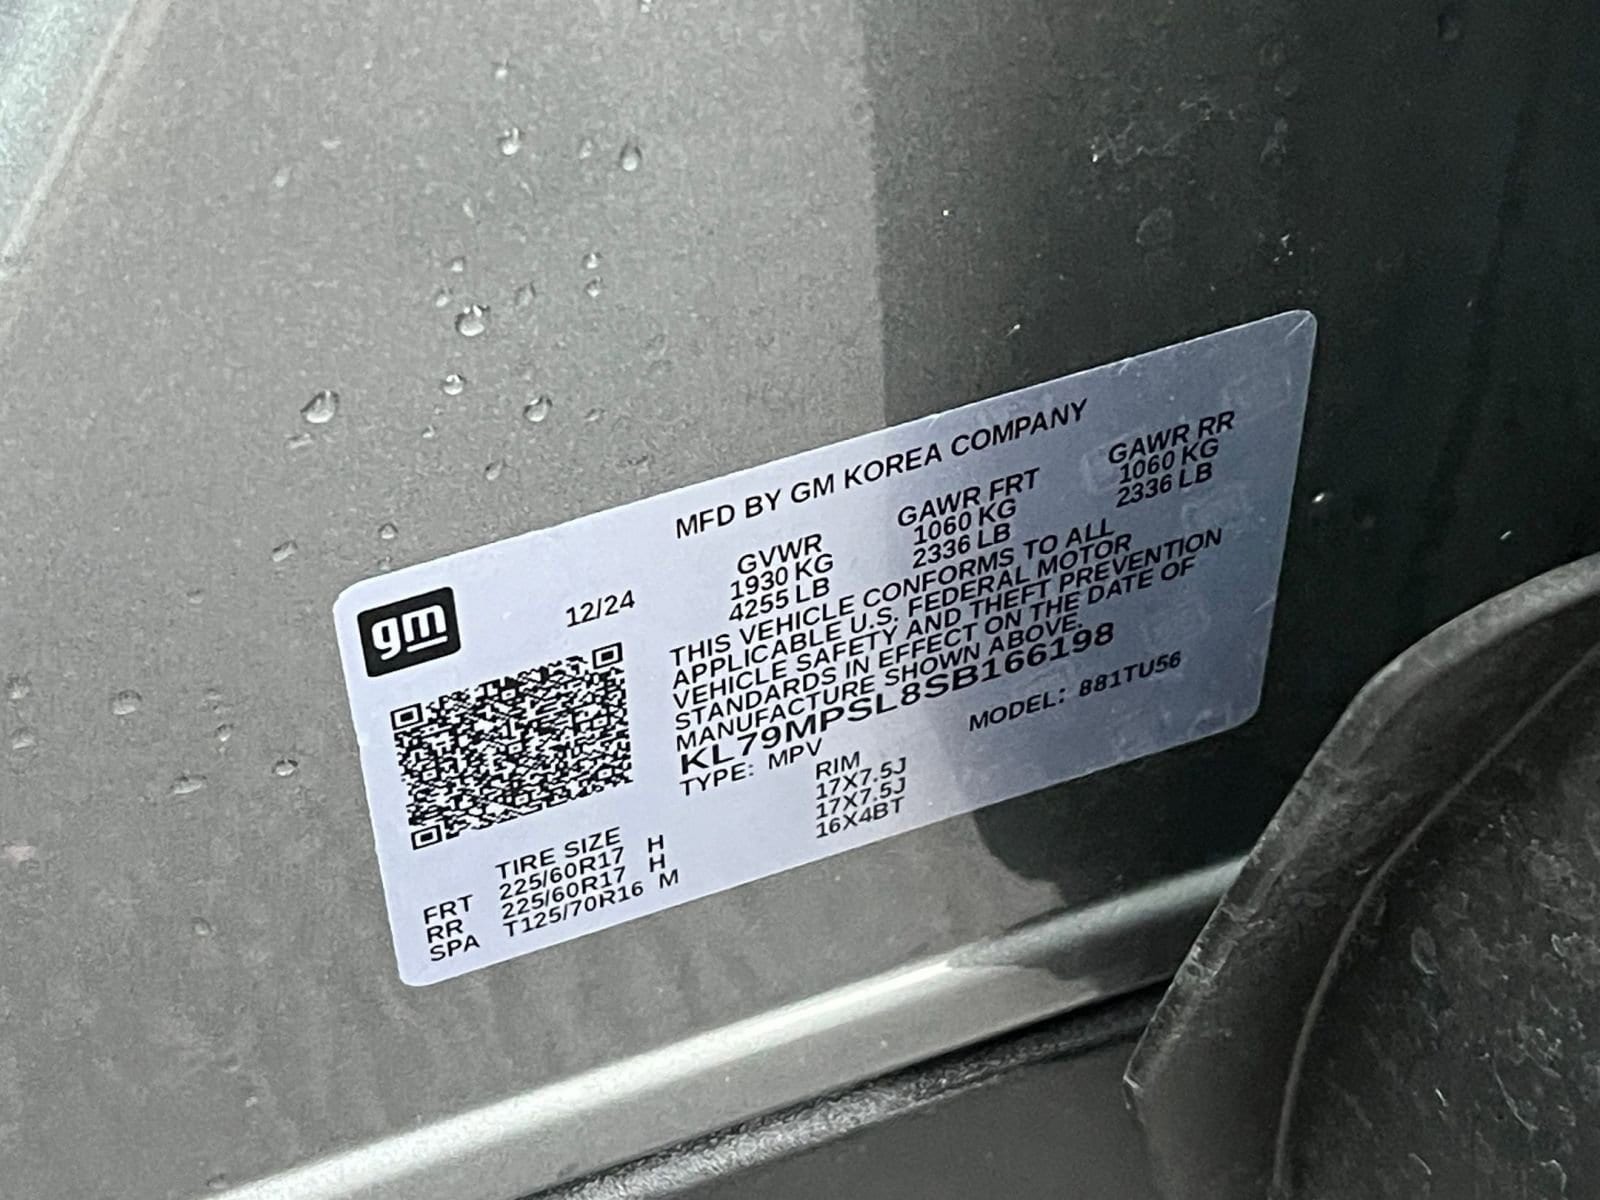 gm
12/24
MFD BY GM KOREA COMPANY
GVWR GAWR FRT GAWR RR
1930 KG 1060 KG 1060 KG
4255 LB 2336 LB 2336 LB
THIS VEHICLE CONFORMS TO ALL
APPLICABLE U.S. FEDERAL MOTOR
VEHICLE SAFETY AND THEFT PREVENTION
STANDARDS IN EFFECT ON THE DATE OF
MANUFACTURE SHOWN ABOVE.
KL79MPSL8SB166198
TYPE: MPV MODEL: 881TU56
TIRE SIZE RIM
FRT 225/60R17 H 17X7.5J
RR 225/60R17 H 17X7.5J
SPA T125/70R16 M 16X4BT